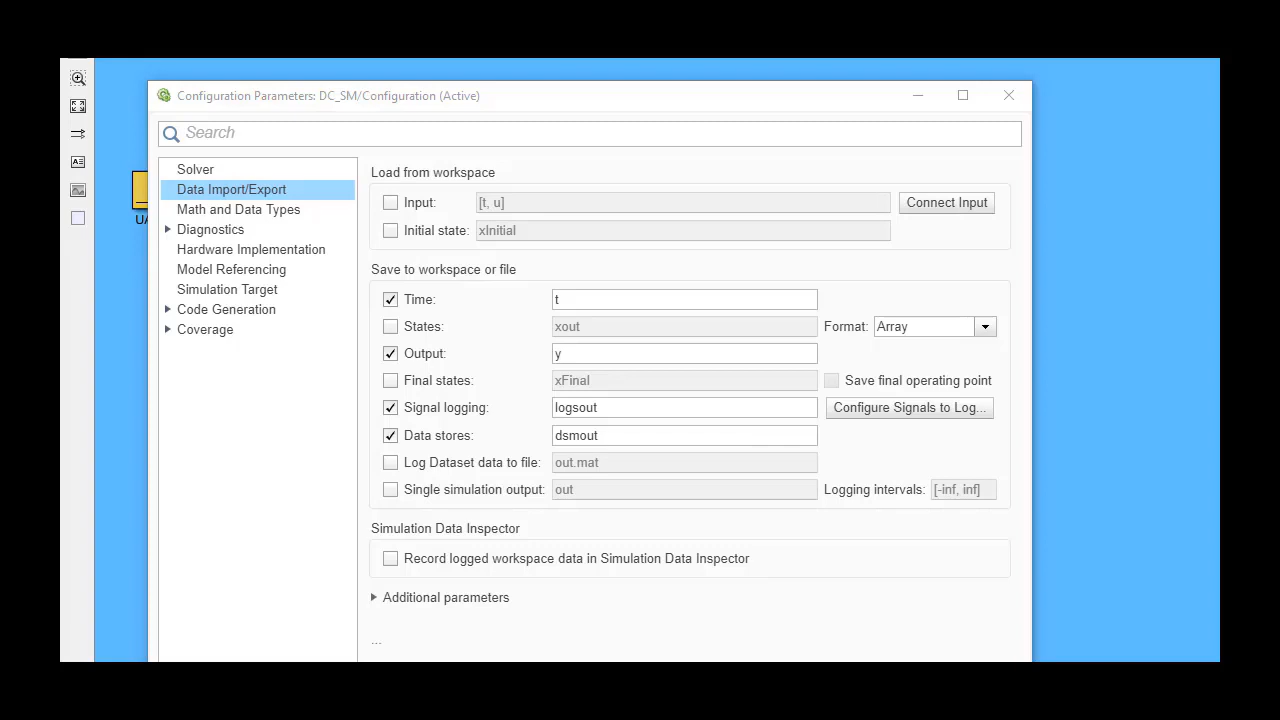 Configuration Parameters: DC_SM/Configuration (Active)
Search
Solver
Data Import/Export
Math and Data Types
Diagnostics
Hardware Implementation
Model Referencing
Simulation Target
Code Generation
Coverage
Load from workspace
Input: [t, u] Connect Input
Initial state: xInitial
Save to workspace or file
Time: t
States: xout Format: Array
Output: y
Final states: xFinal Save final operating point
Signal logging: logsout Configure Signals to Log...
Data stores: dsmout
Log Dataset data to file: out.mat
Single simulation output: out Logging intervals: [-inf, inf]
Simulation Data Inspector
Record logged workspace data in Simulation Data Inspector
Additional parameters
...